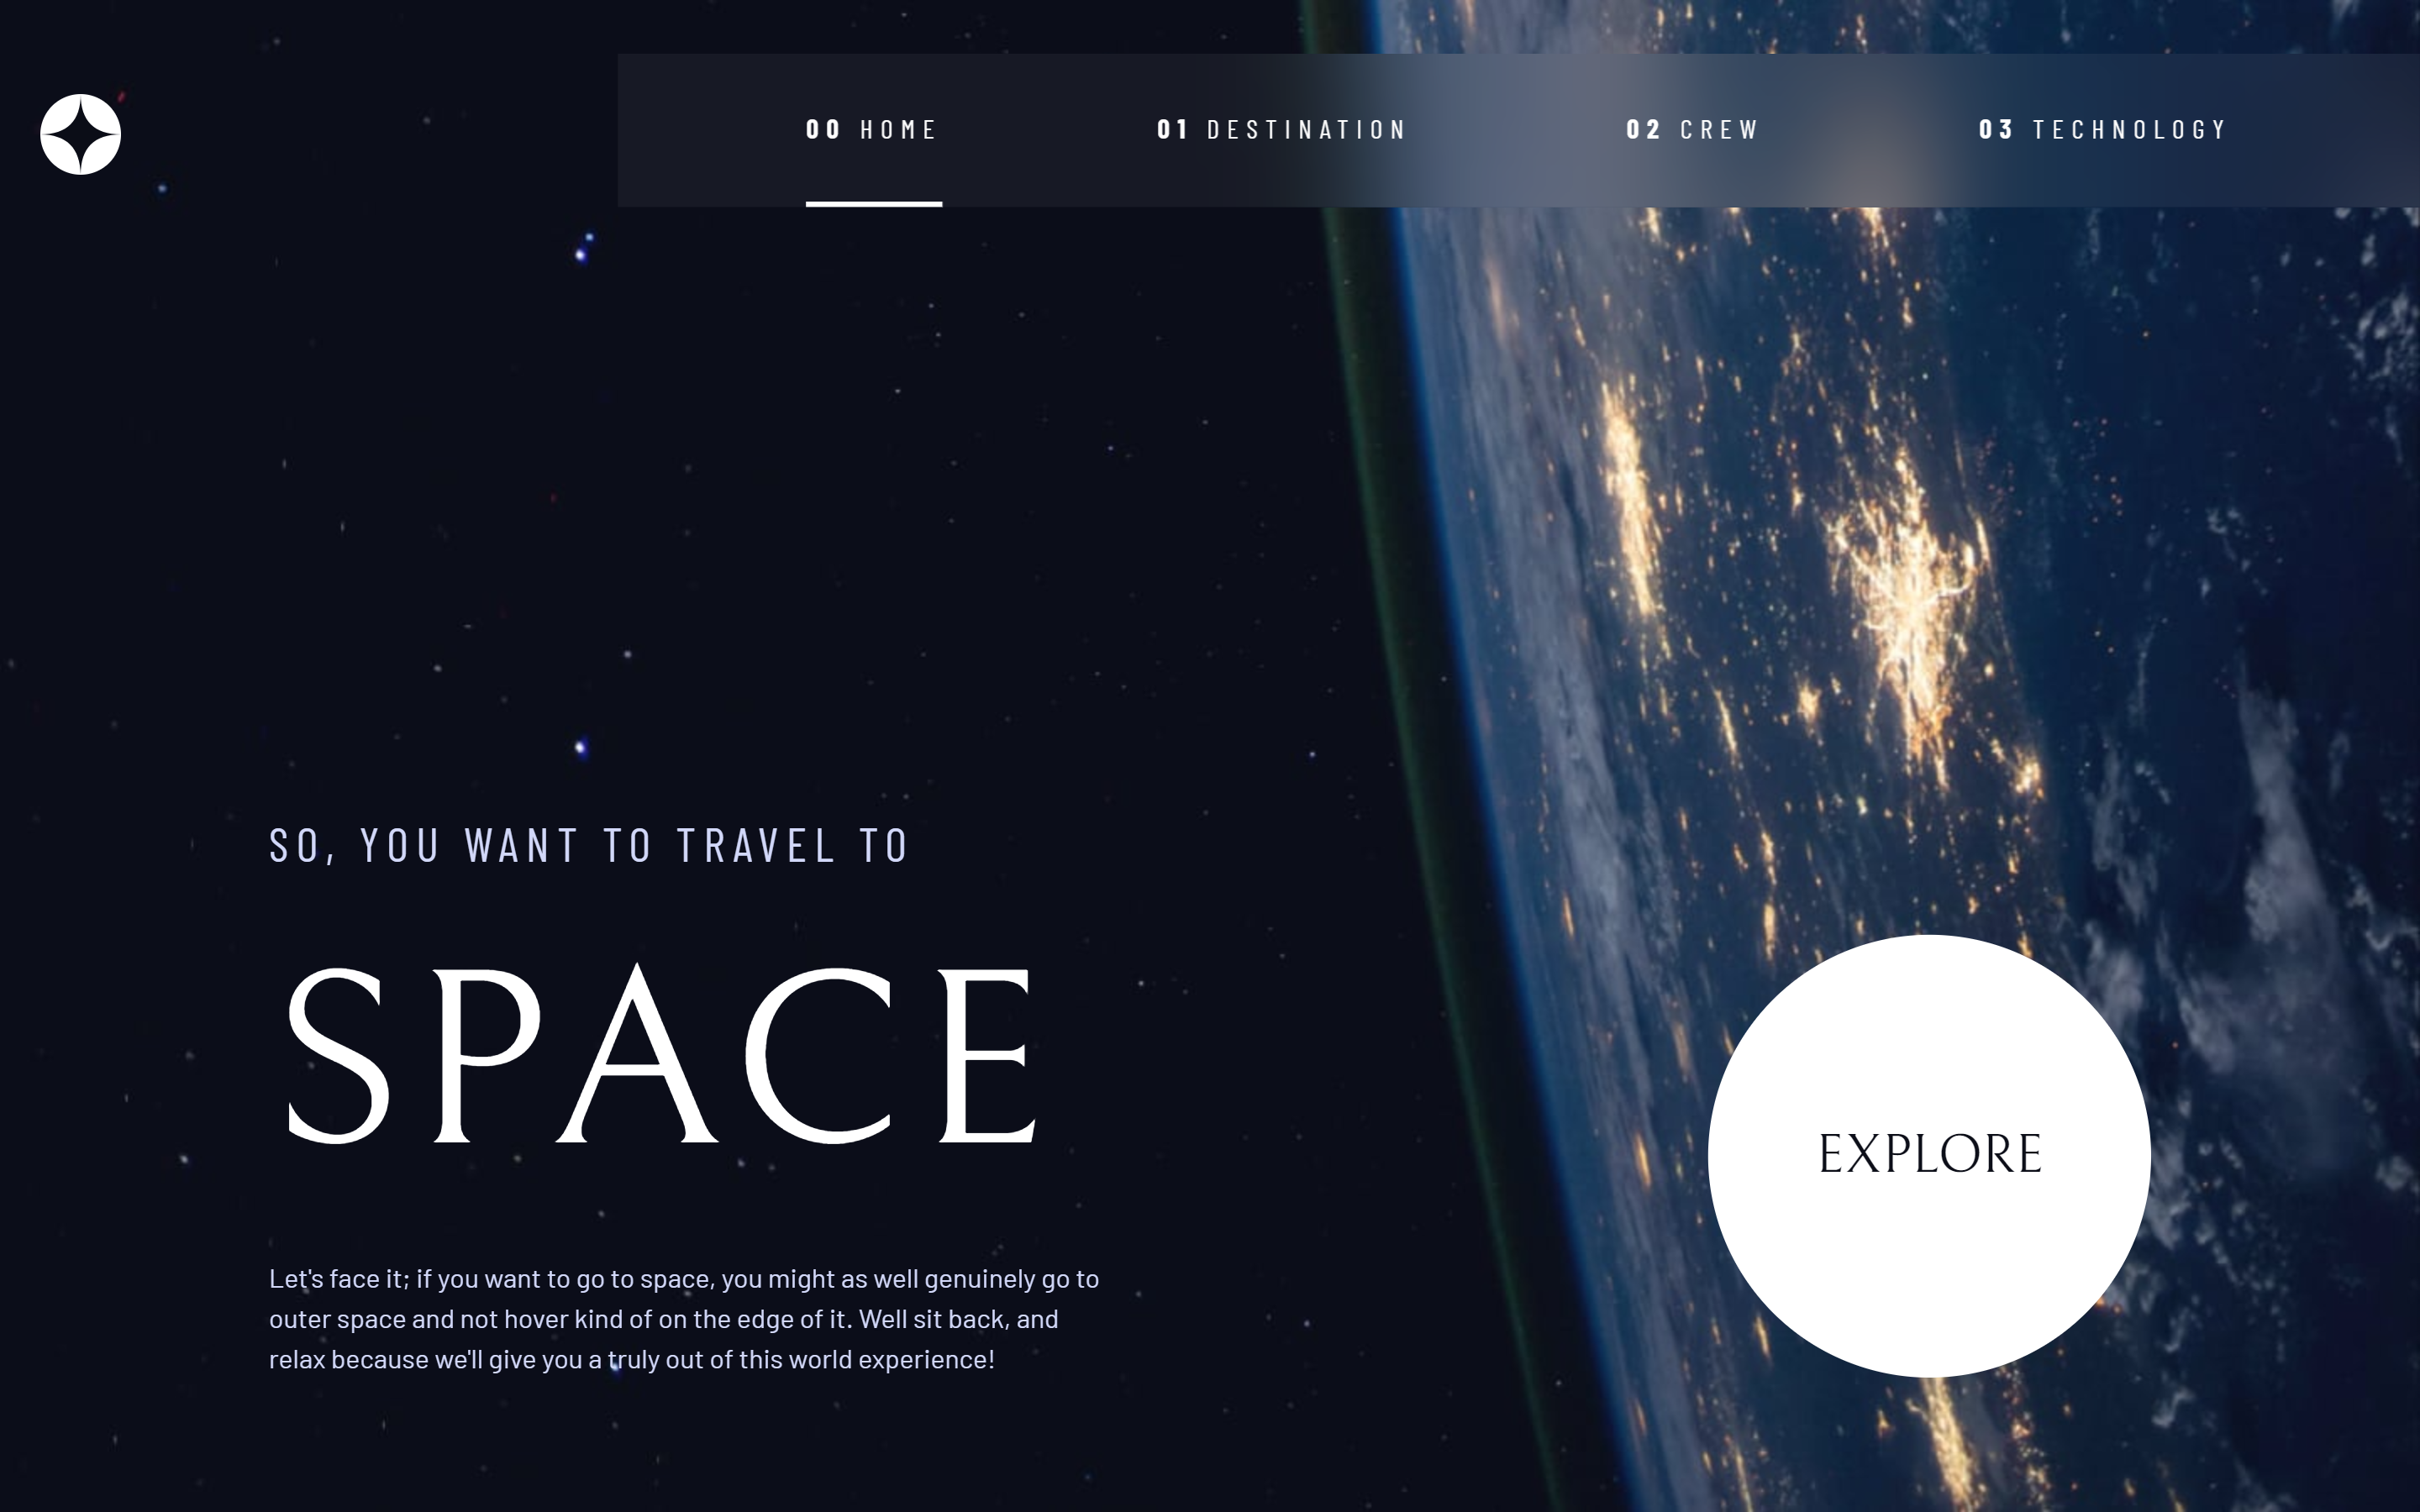 00 HOME 01 DESTINATION 02 CREW 03 TECHNOLOGY
SO, YOU WANT TO TRAVEL TO
SPACE
Let's face it; if you want to go to space, you might as well genuinely go to
outer space and not hover kind of on the edge of it. Well sit back, and
relax because we'll give you a truly out of this world experience!
EXPLORE